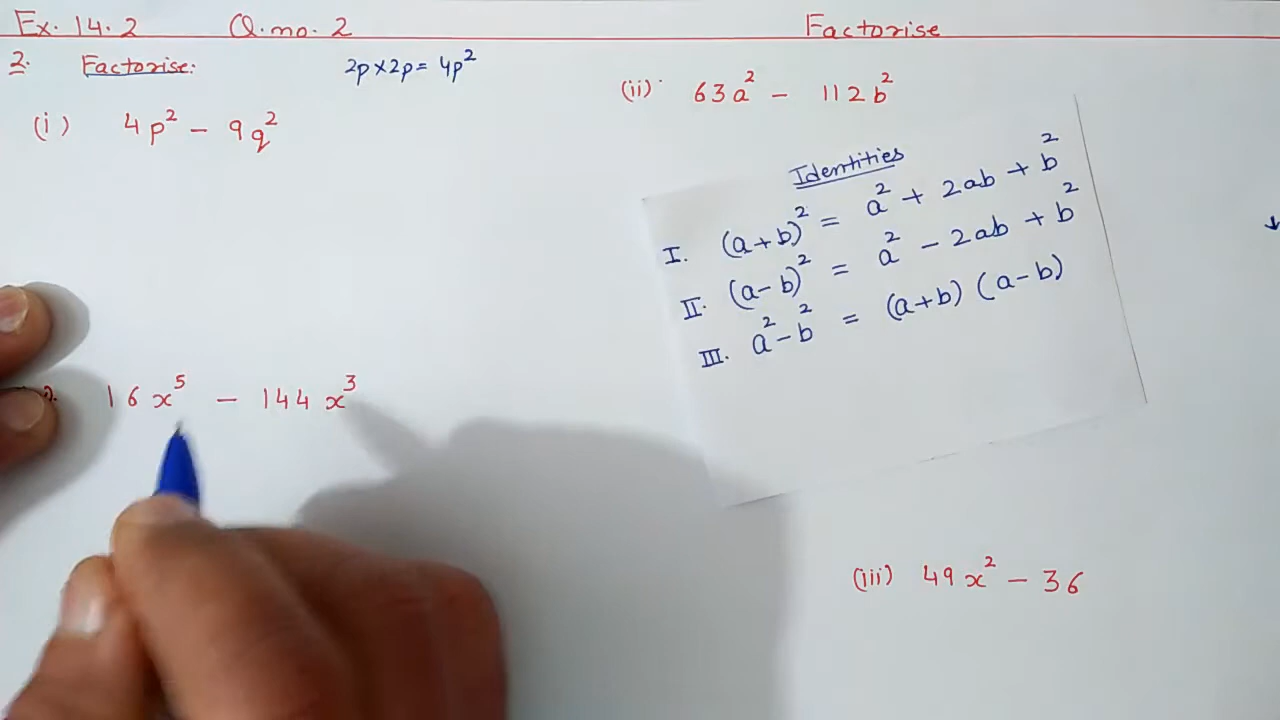 Ex. 14.2 Q.no. 2 Factorise
2. Factorise: 2p×2p = 4p²
(i) 4p² − 9q²
(ii) 63a² − 112b²
Identities
I. (a+b)² = a² + 2ab + b²
II. (a−b)² = a² − 2ab + b²
III. a²−b² = (a+b) (a−b)
16x⁵ − 144x³
(iii) 49x² − 36